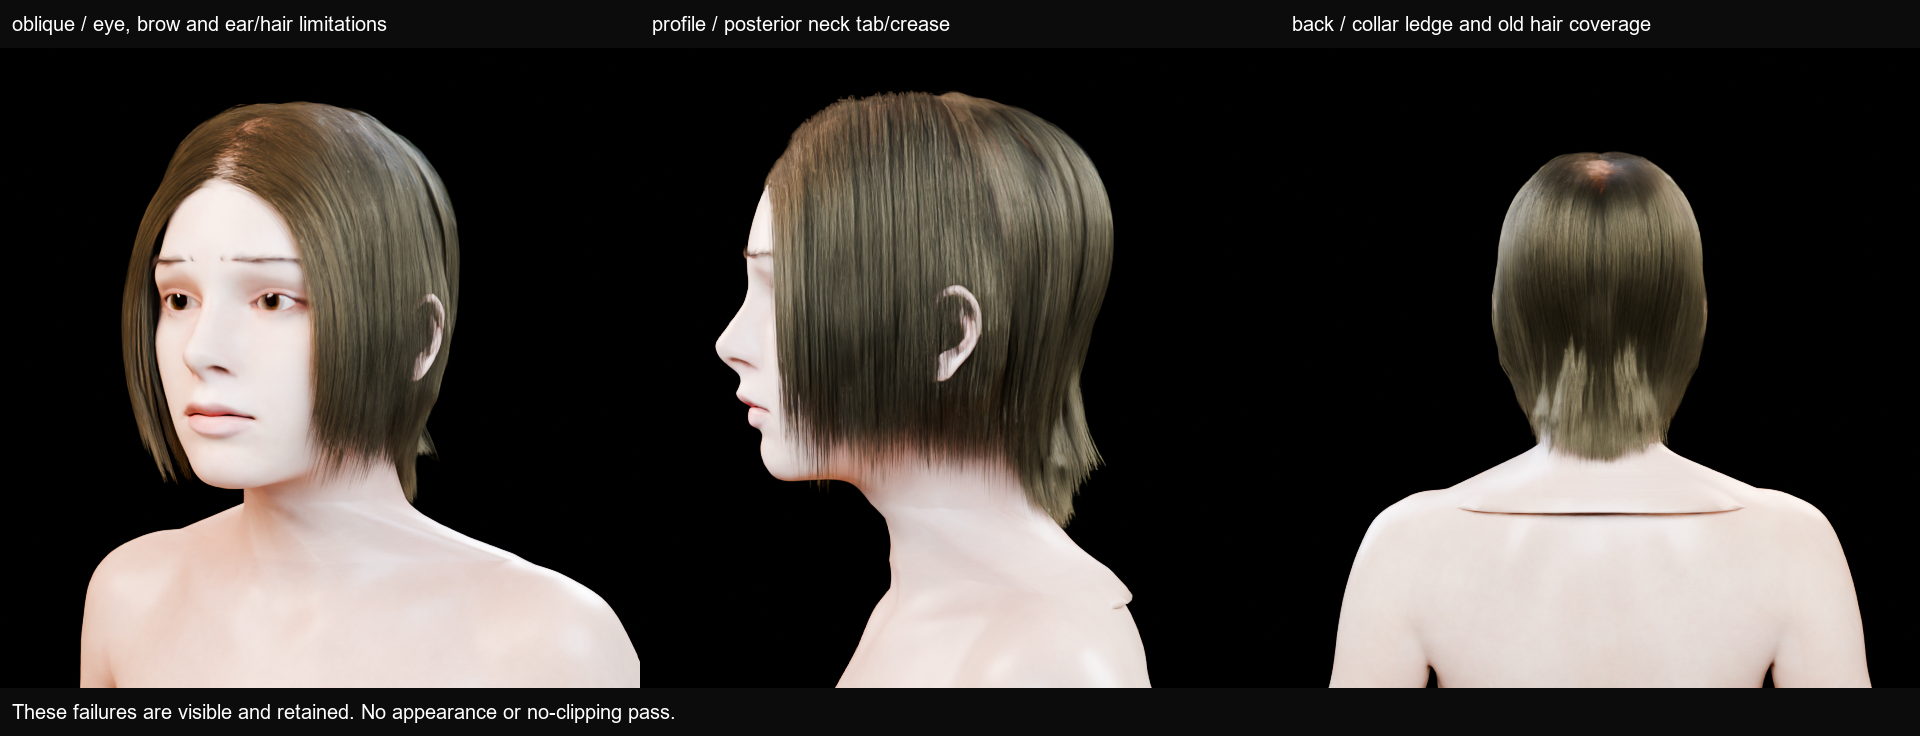 oblique / eye, brow and ear/hair limitations
profile / posterior neck tab/crease
back / collar ledge and old hair coverage
These failures are visible and retained. No appearance or no-clipping pass.